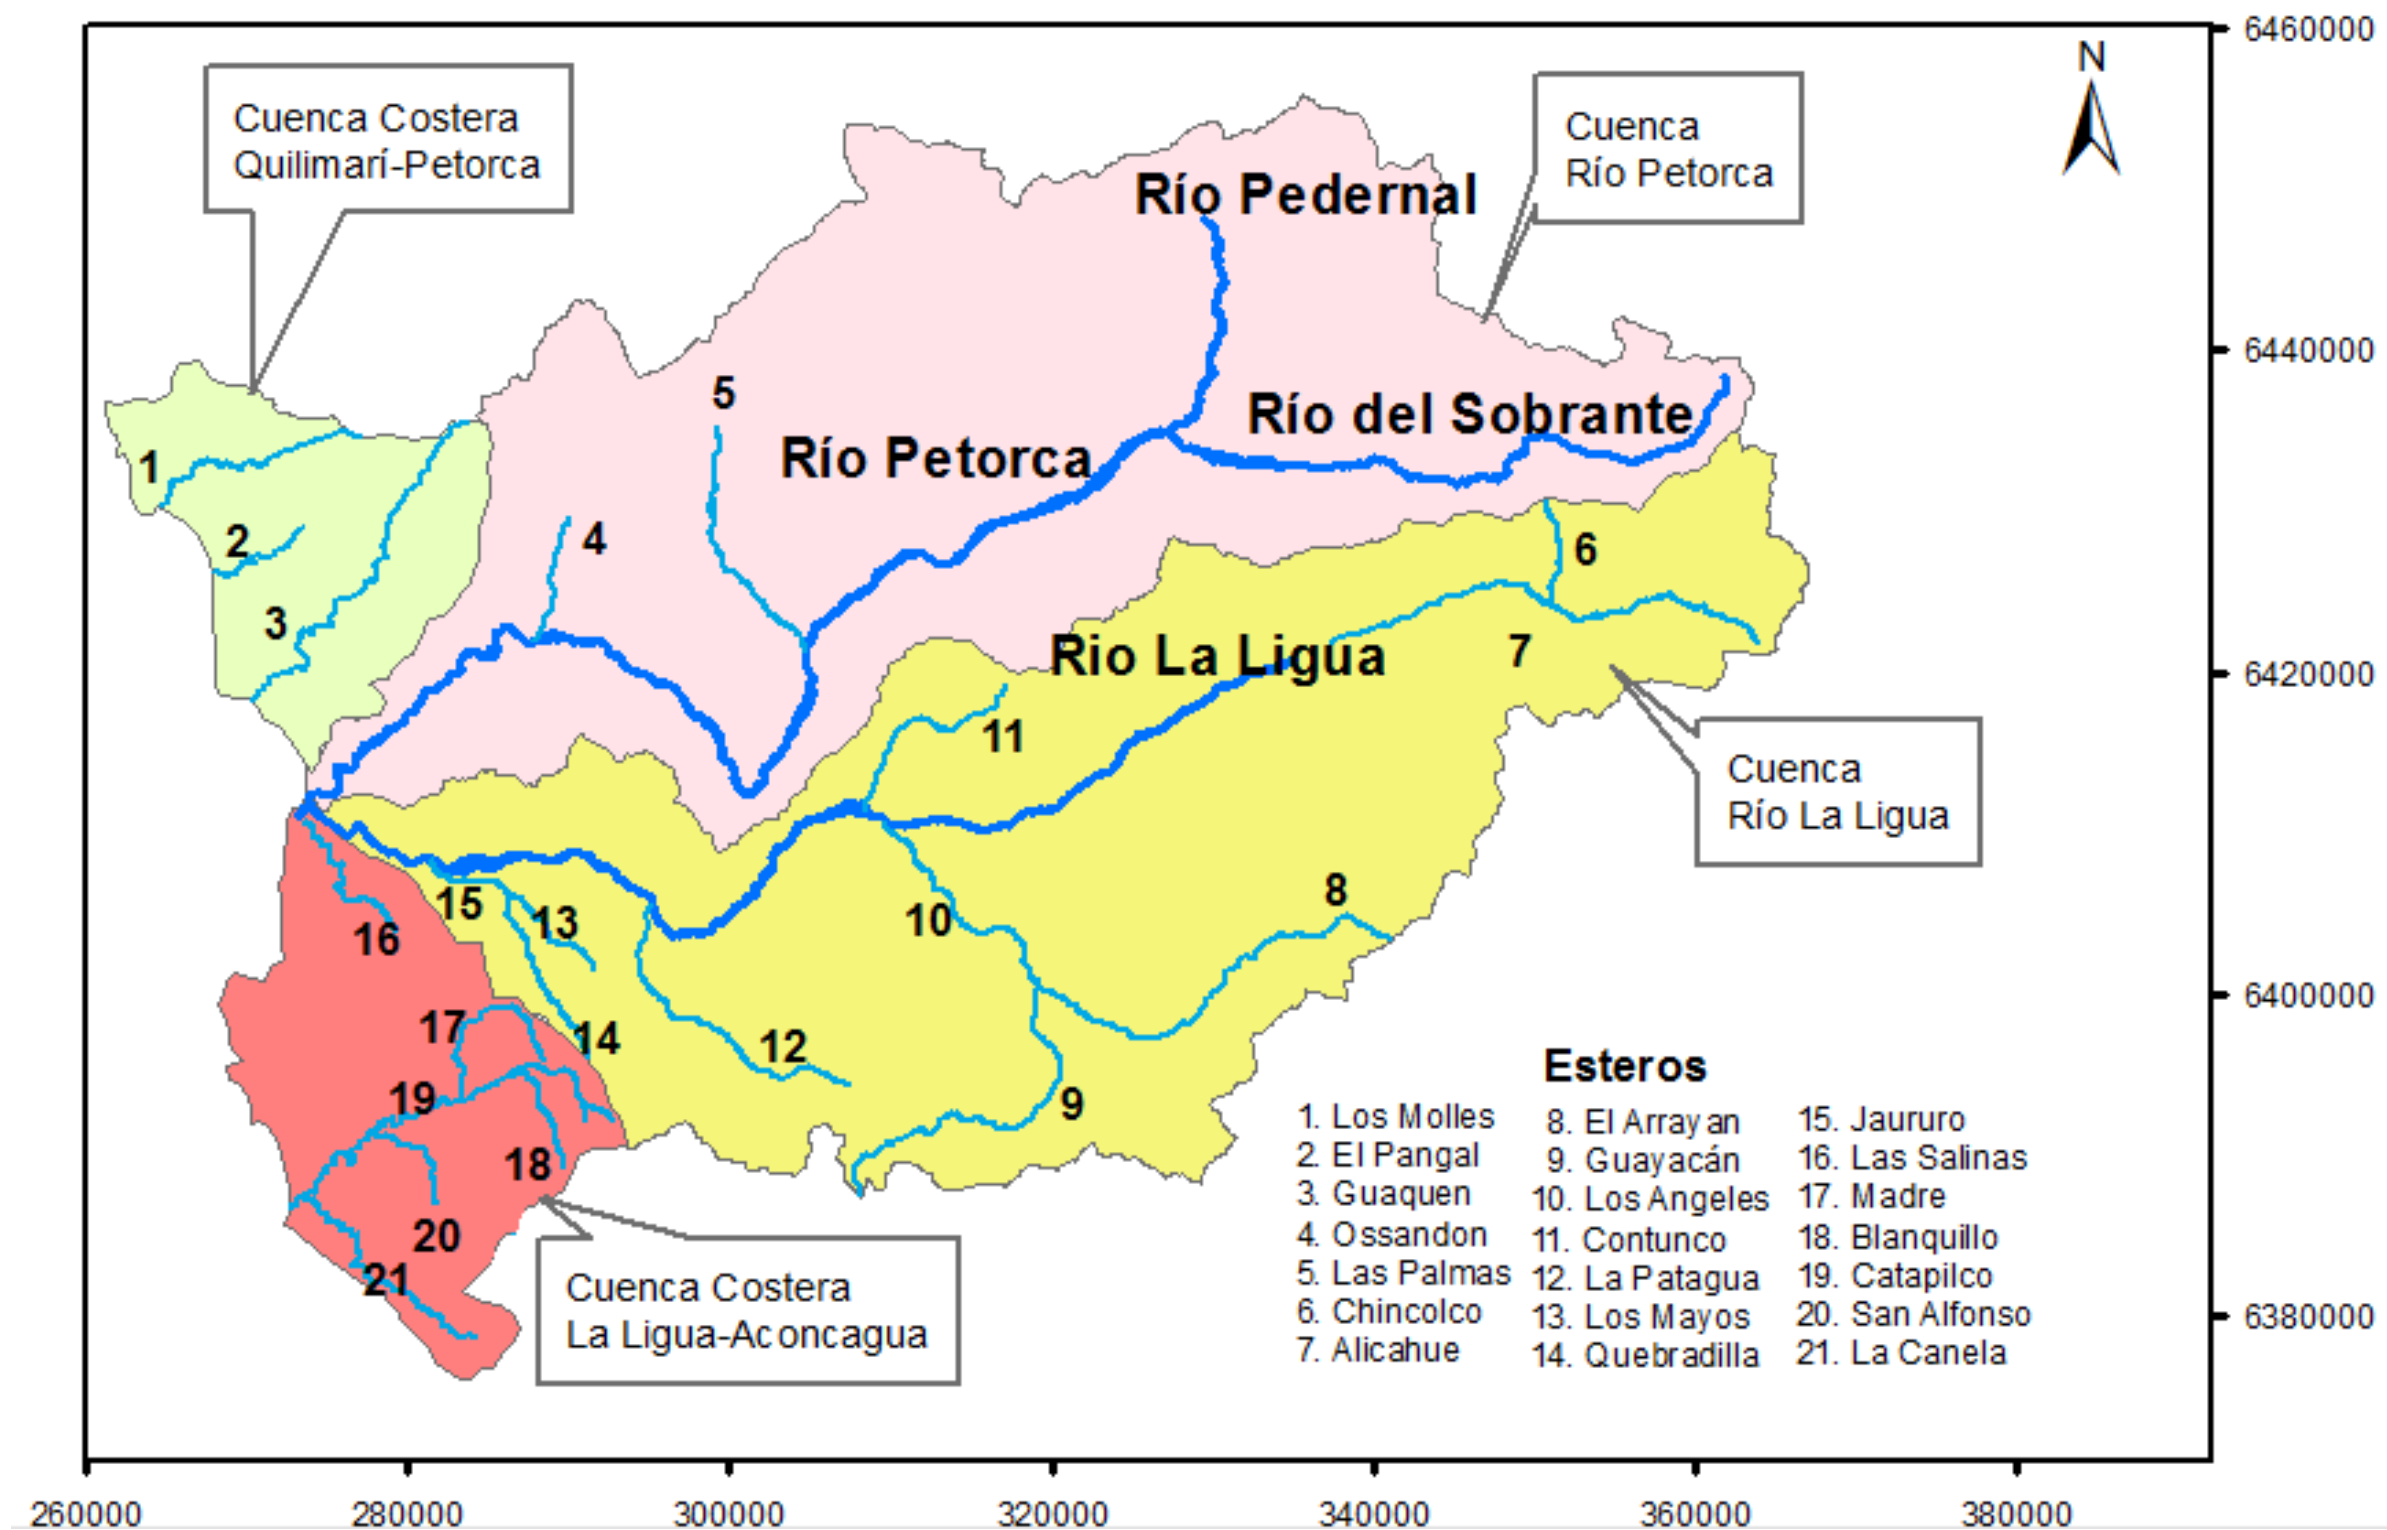 6460000
N
Cuenca Costera
Quilimarí-Petorca
Cuenca
Río Petorca
Río Pedernal
6440000
5
Río del Sobrante
Río Petorca
1
2
4
6
3
Rio La Ligua
7
6420000
11
Cuenca
Río La Ligua
8
15
13
10
16
6400000
17
14
12
19
9
18
20
21
Cuenca Costera
La Ligua-Aconcagua
Esteros
1. Los Molles
2. El Pangal
3. Guaquen
4. Ossandon
5. Las Palmas
6. Chincolco
7. Alicahue
8. El Arrayan
9. Guayacán
10. Los Angeles
11. Contunco
12. La Patagua
13. Los Mayos
14. Quebradilla
15. Jaururo
16. Las Salinas
17. Madre
18. Blanquillo
19. Catapilco
20. San Alfonso
21. La Canela
6380000
260000 280000 300000 320000 340000 360000 380000